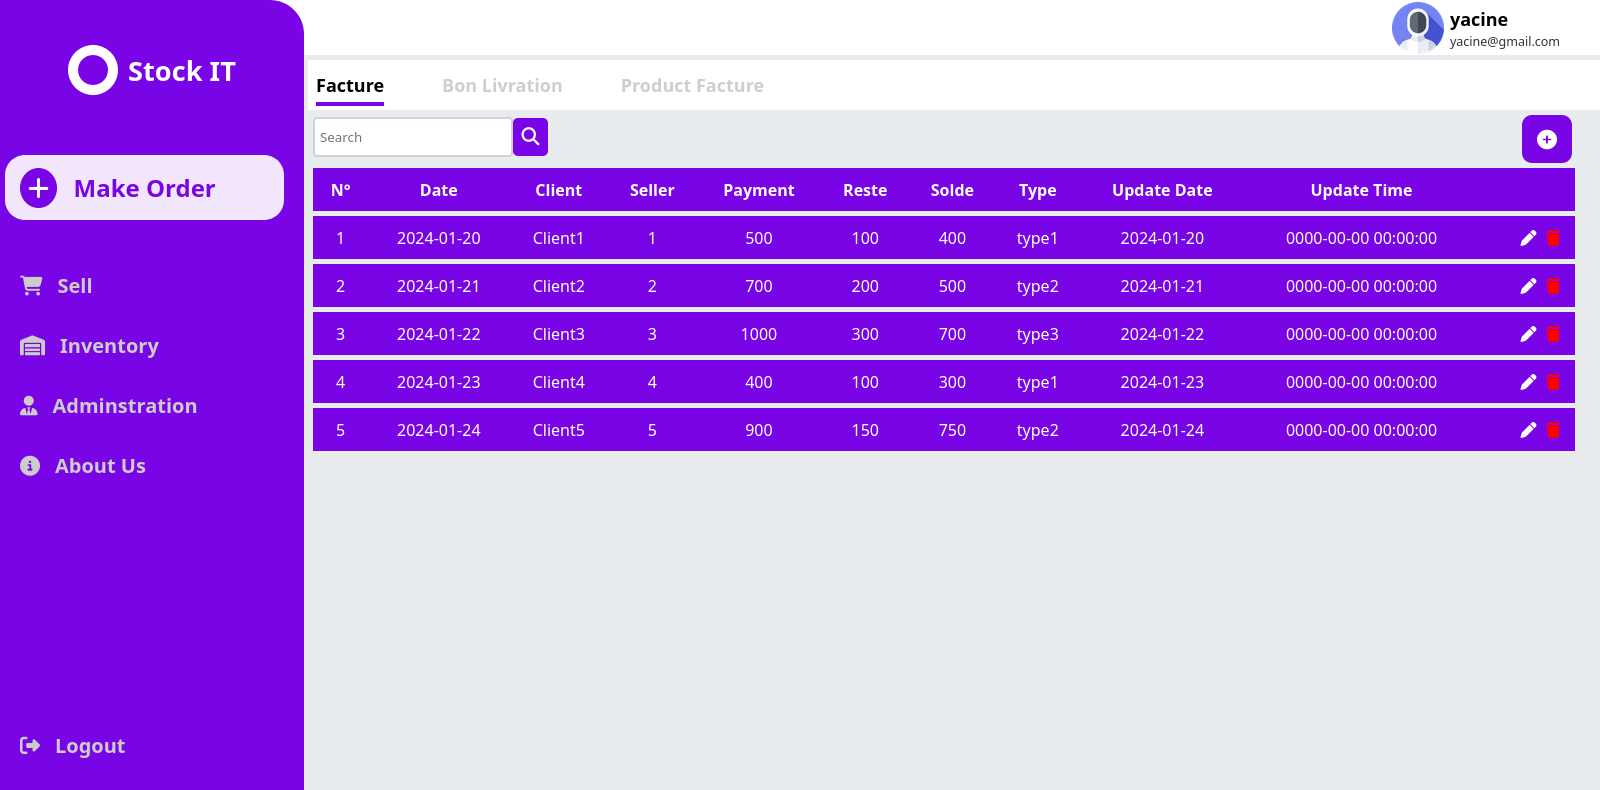 yacine
yacine@gmail.com
Stock IT
Make Order
Sell
Inventory
Adminstration
About Us
Logout
Facture Bon Livration Product Facture
Search
N° Date Client Seller Payment Reste Solde Type Update Date Update Time
1 2024-01-20 Client1 1 500 100 400 type1 2024-01-20 0000-00-00 00:00:00
2 2024-01-21 Client2 2 700 200 500 type2 2024-01-21 0000-00-00 00:00:00
3 2024-01-22 Client3 3 1000 300 700 type3 2024-01-22 0000-00-00 00:00:00
4 2024-01-23 Client4 4 400 100 300 type1 2024-01-23 0000-00-00 00:00:00
5 2024-01-24 Client5 5 900 150 750 type2 2024-01-24 0000-00-00 00:00:00